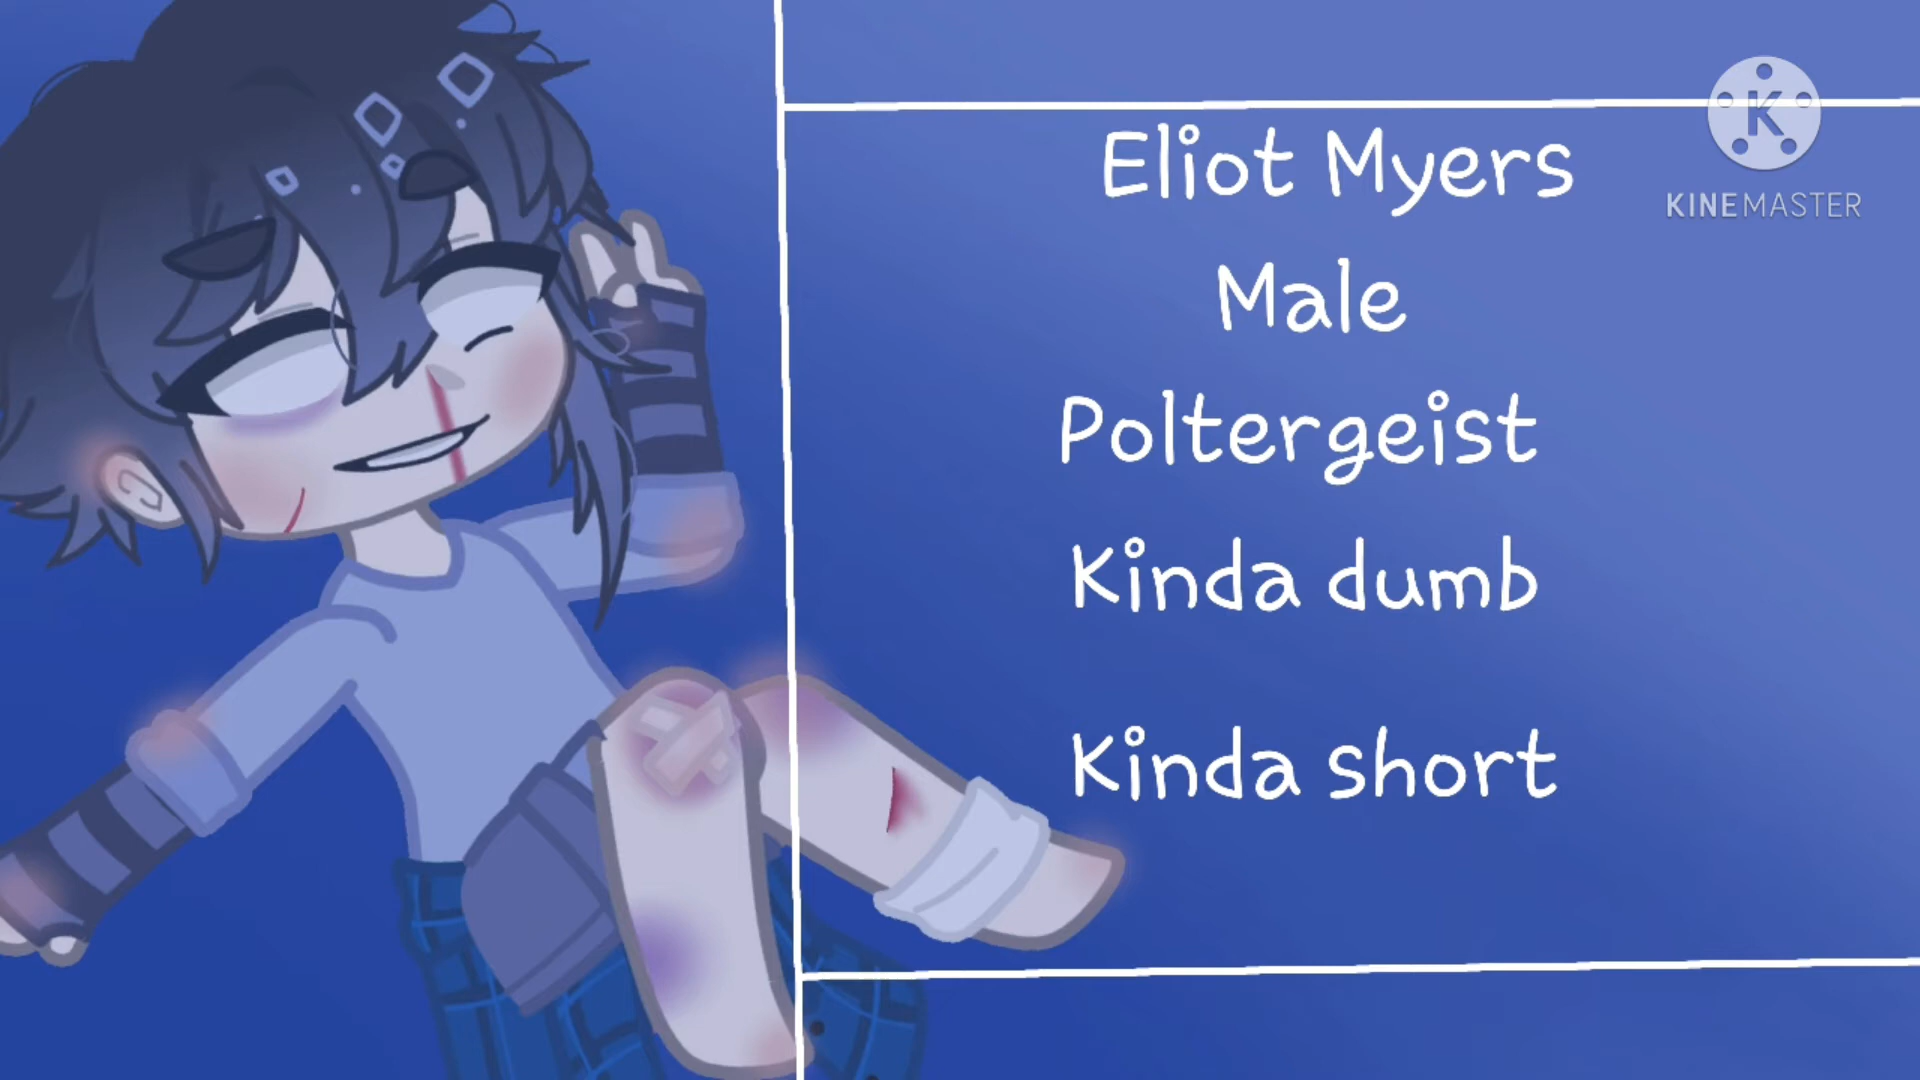 Eliot Myers
K
KINEMASTER
Male
Poltergeist
Kinda dumb
Kinda short